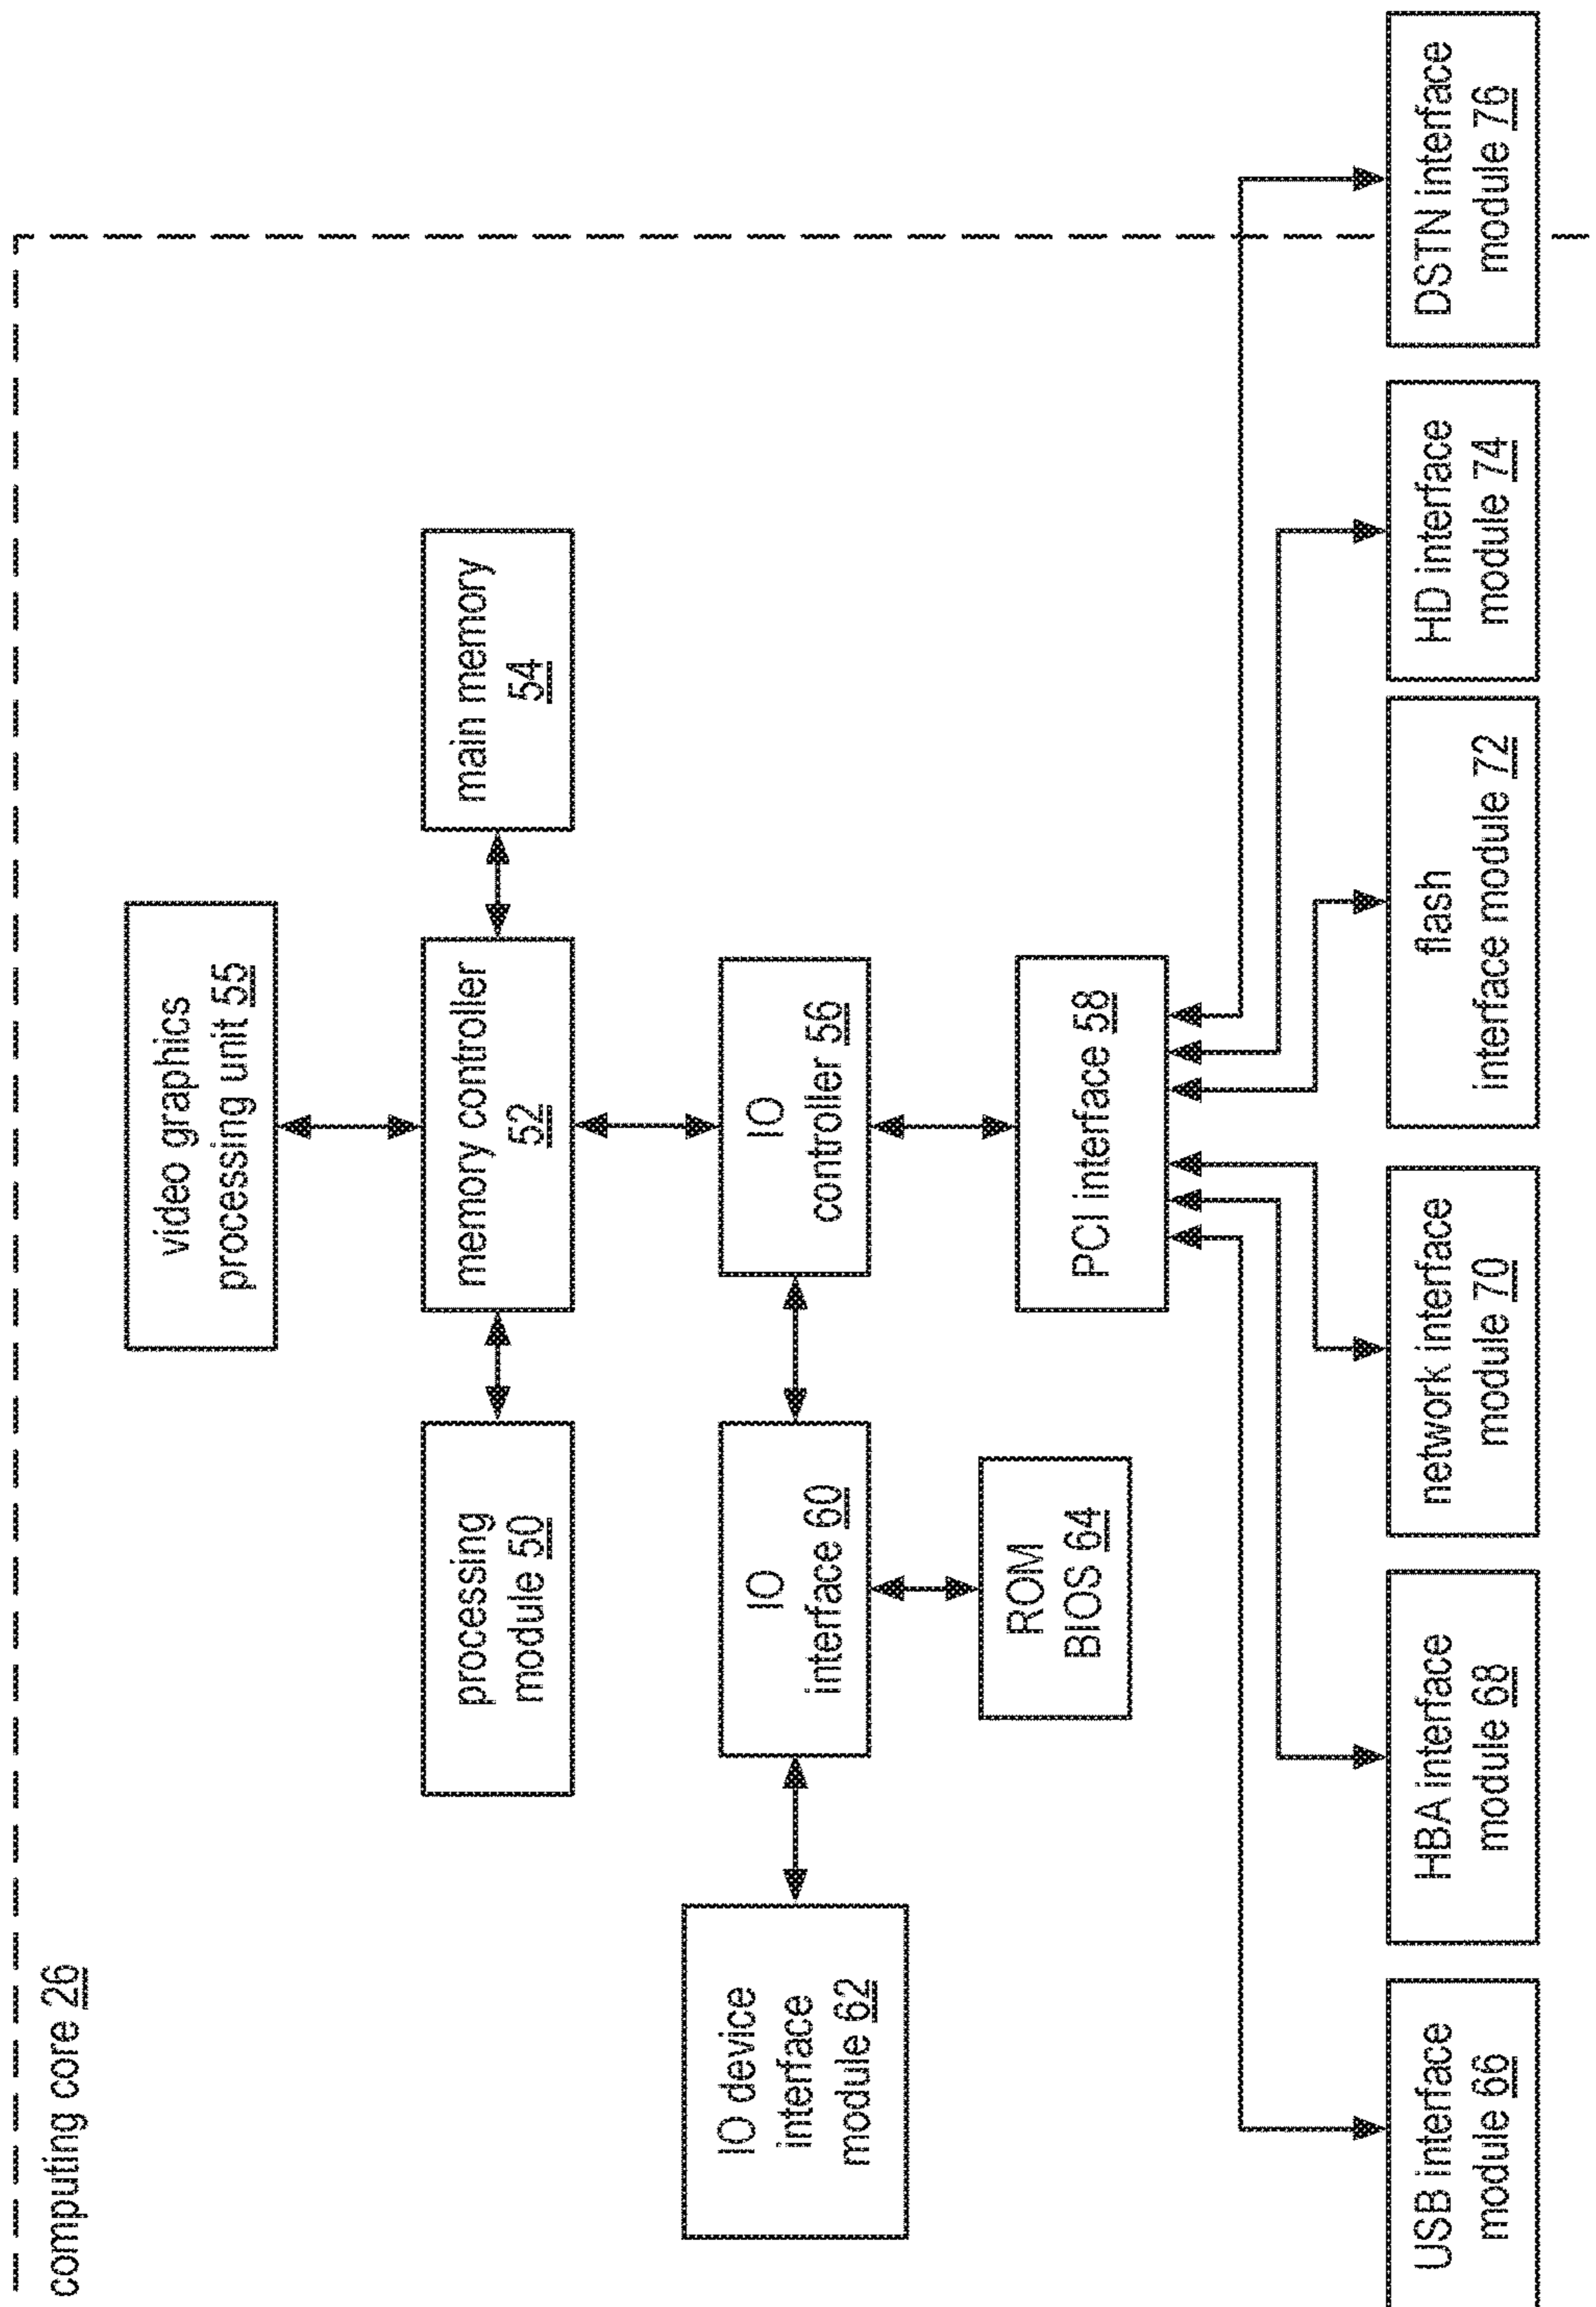 computing core 26
video graphics
processing unit 55
processing
module 50
memory controller
52
main memory
54
IO device
interface
module 62
IO
interface 60
IO
controller 56
ROM
BIOS 64
PCI interface 58
USB interface
module 66
HBA interface
module 68
network interface
module 70
flash
interface module 72
HD interface
module 74
DSTN interface
module 76